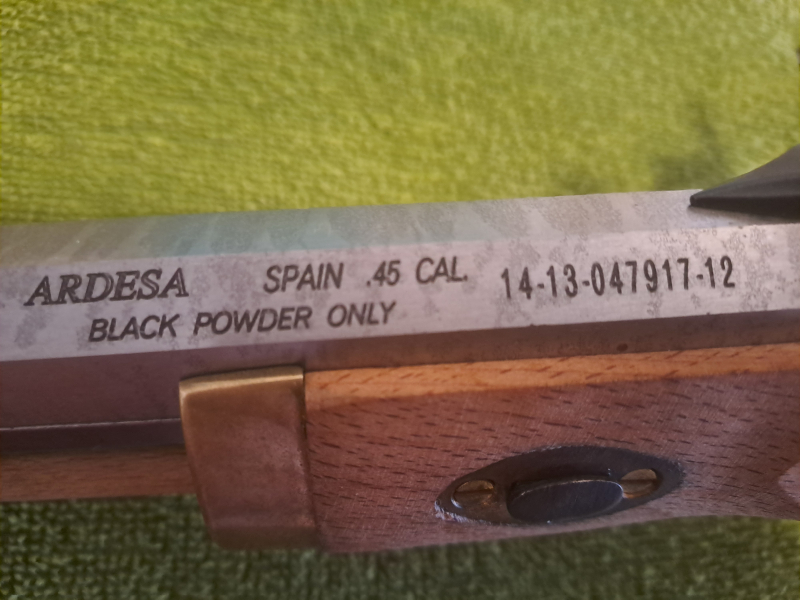 ARDESA SPAIN .45 CAL. 14-13-047917-12
BLACK POWDER ONLY